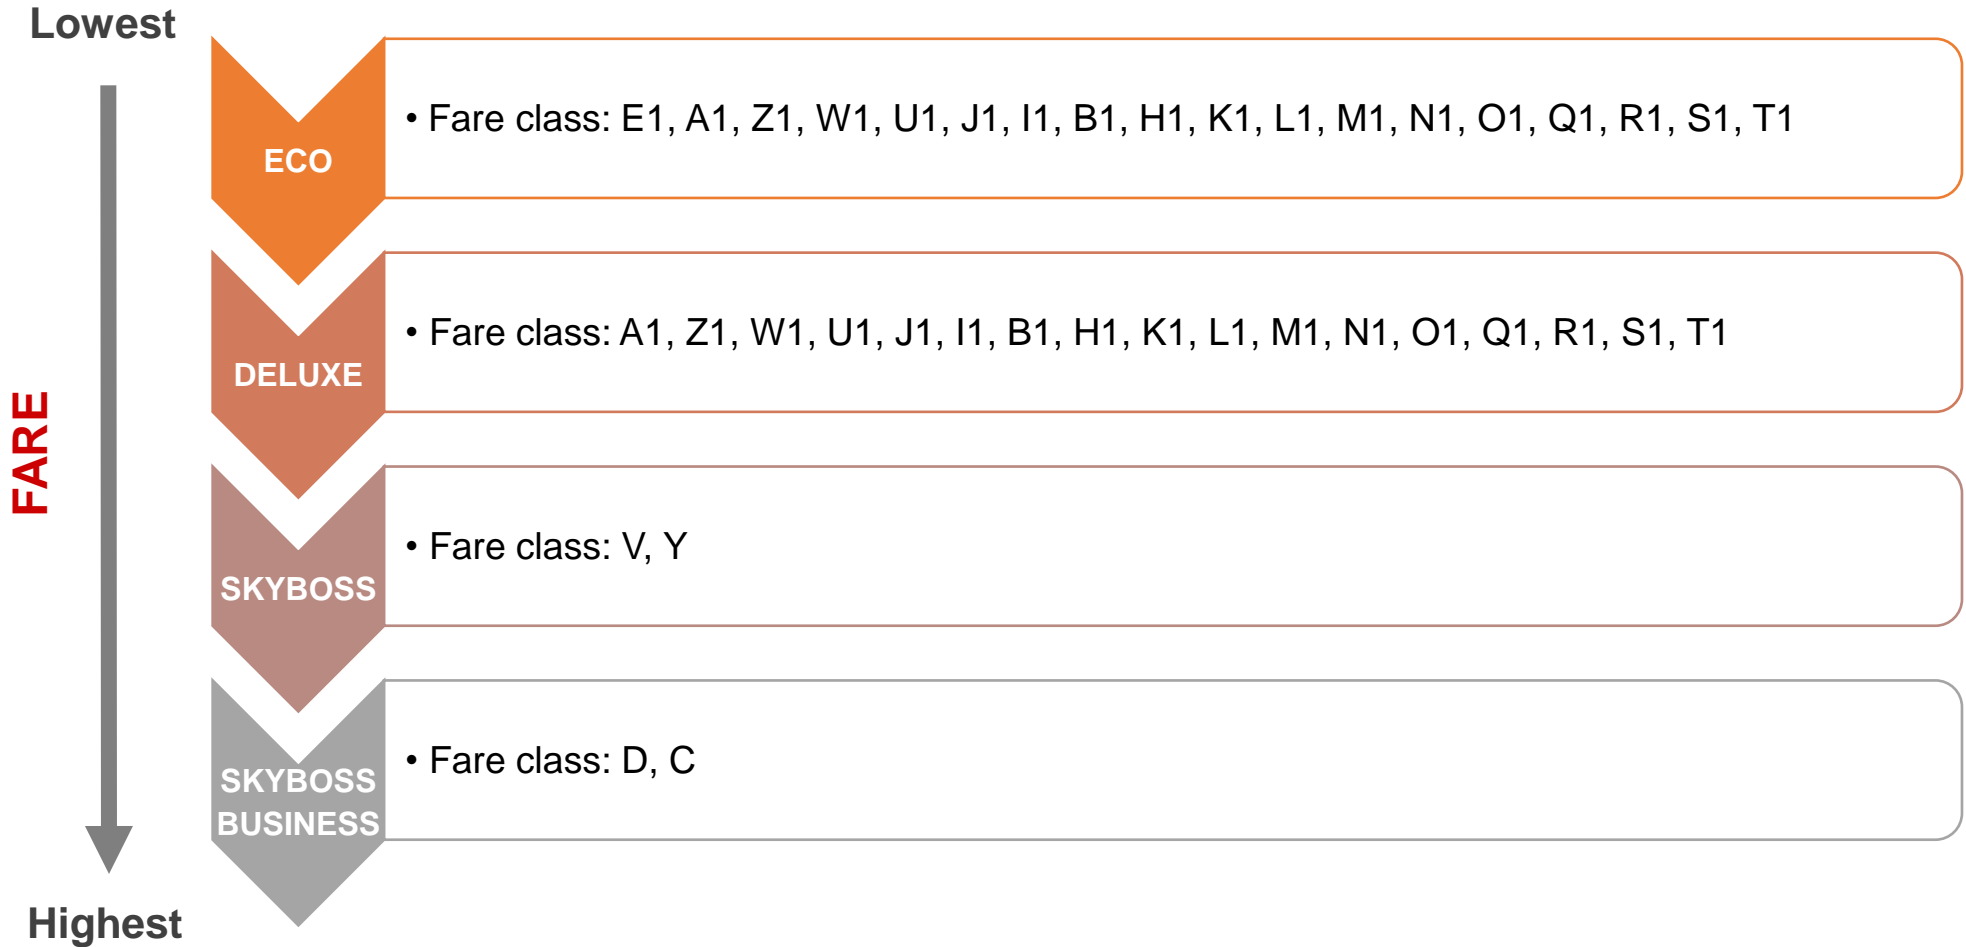 Lowest
ECO
• Fare class: E1, A1, Z1, W1, U1, J1, I1, B1, H1, K1, L1, M1, N1, O1, Q1, R1, S1, T1
DELUXE
• Fare class: A1, Z1, W1, U1, J1, I1, B1, H1, K1, L1, M1, N1, O1, Q1, R1, S1, T1
FARE
SKYBOSS
• Fare class: V, Y
SKYBOSS
BUSINESS
• Fare class: D, C
Highest